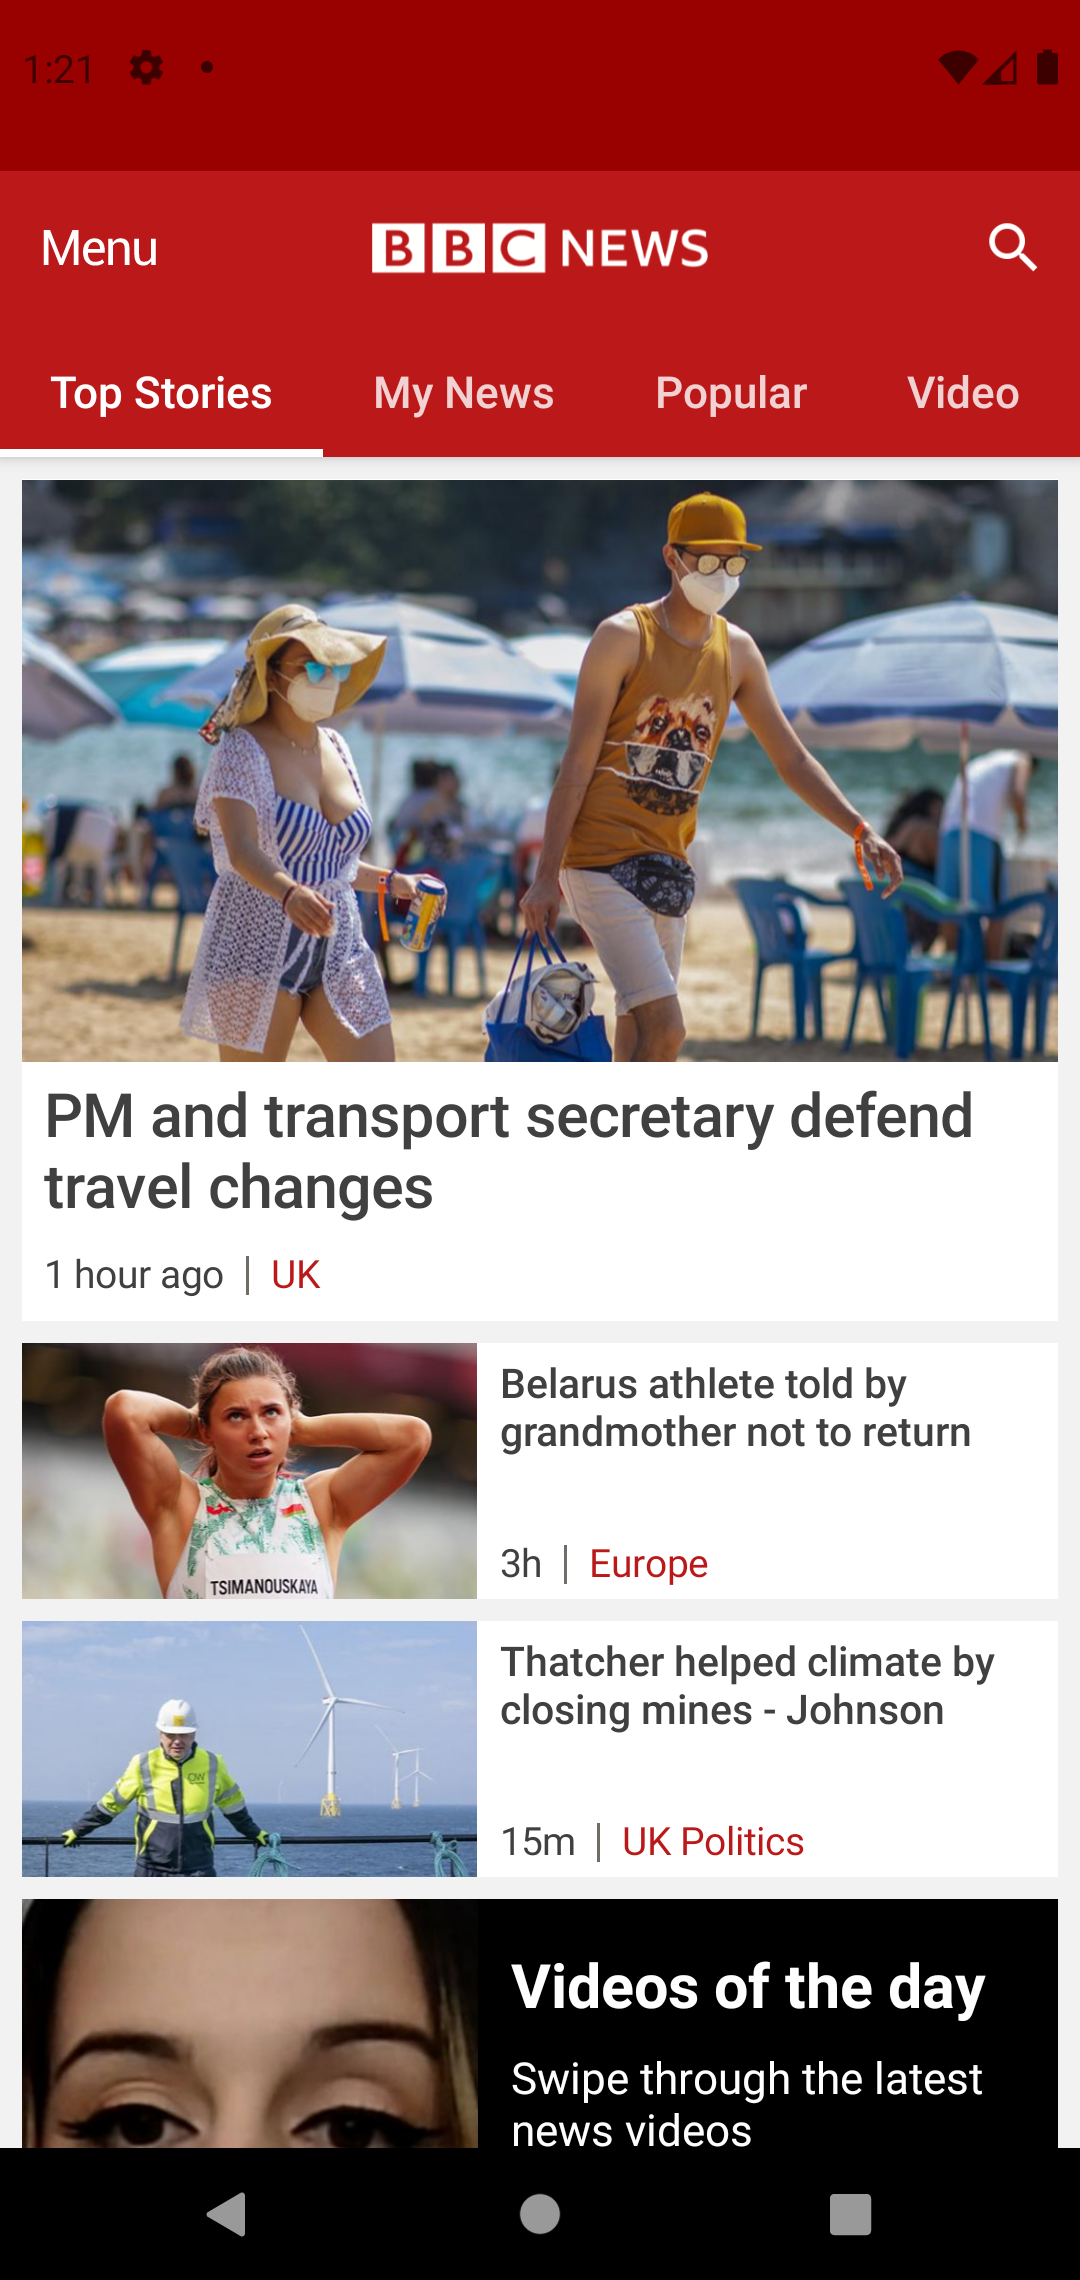 1:21
Menu
BBC NEWS
Top Stories
My News
Popular
Video
PM and transport secretary defend
travel changes
1 hour ago | UK
Belarus athlete told by
grandmother not to return
3h | Europe
TSIMANOUSKAYA
Thatcher helped climate by
closing mines - Johnson
15m | UK Politics
Videos of the day
Swipe through the latest
news videos